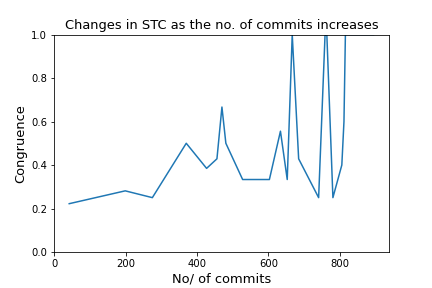 Changes in STC as the no. of commits increases
1.0
0.8
0.6
0.4
0.2
0.0
Congruence
0 200 400 600 800
No/ of commits